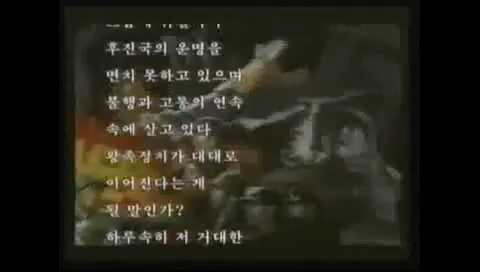 후진국의 운명을
면치 못하고 있으며
불행과 고통의 연속
속에 살고 있다
왕족정치가 대대로
이어진다는 게
될 말인가?
하루속히 저 거대한